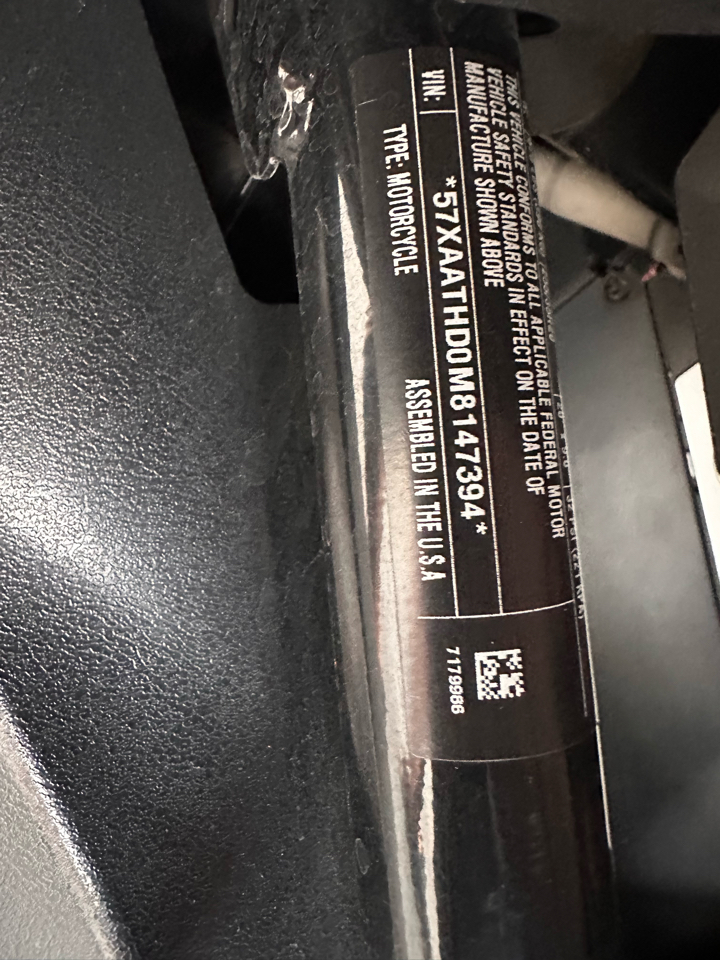 THIS VEHICLE CONFORMS TO ALL APPLICABLE FEDERAL MOTOR
VEHICLE SAFETY STANDARDS IN EFFECT ON THE DATE OF
MANUFACTURE SHOWN ABOVE
VIN: *57XAATHD0M8147394*
TYPE: MOTORCYCLE ASSEMBLED IN THE U.S.A
7179986